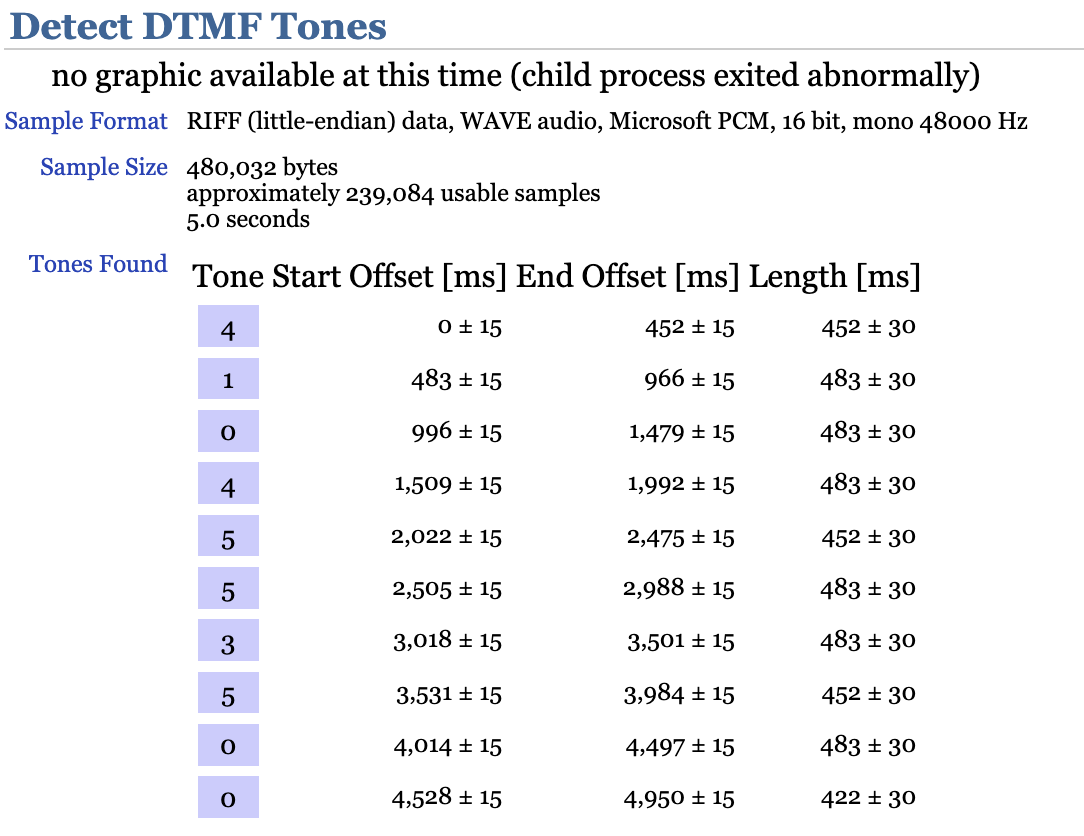 Detect DTMF Tones
no graphic available at this time (child process exited abnormally)
Sample Format RIFF (little-endian) data, WAVE audio, Microsoft PCM, 16 bit, mono 48000 Hz
Sample Size 480,032 bytes
approximately 239,084 usable samples
5.0 seconds
Tones Found
Tone Start Offset [ms] End Offset [ms] Length [ms]
4 0 ± 15 452 ± 15 452 ± 30
1 483 ± 15 966 ± 15 483 ± 30
0 996 ± 15 1,479 ± 15 483 ± 30
4 1,509 ± 15 1,992 ± 15 483 ± 30
5 2,022 ± 15 2,475 ± 15 452 ± 30
5 2,505 ± 15 2,988 ± 15 483 ± 30
3 3,018 ± 15 3,501 ± 15 483 ± 30
5 3,531 ± 15 3,984 ± 15 452 ± 30
0 4,014 ± 15 4,497 ± 15 483 ± 30
0 4,528 ± 15 4,950 ± 15 422 ± 30